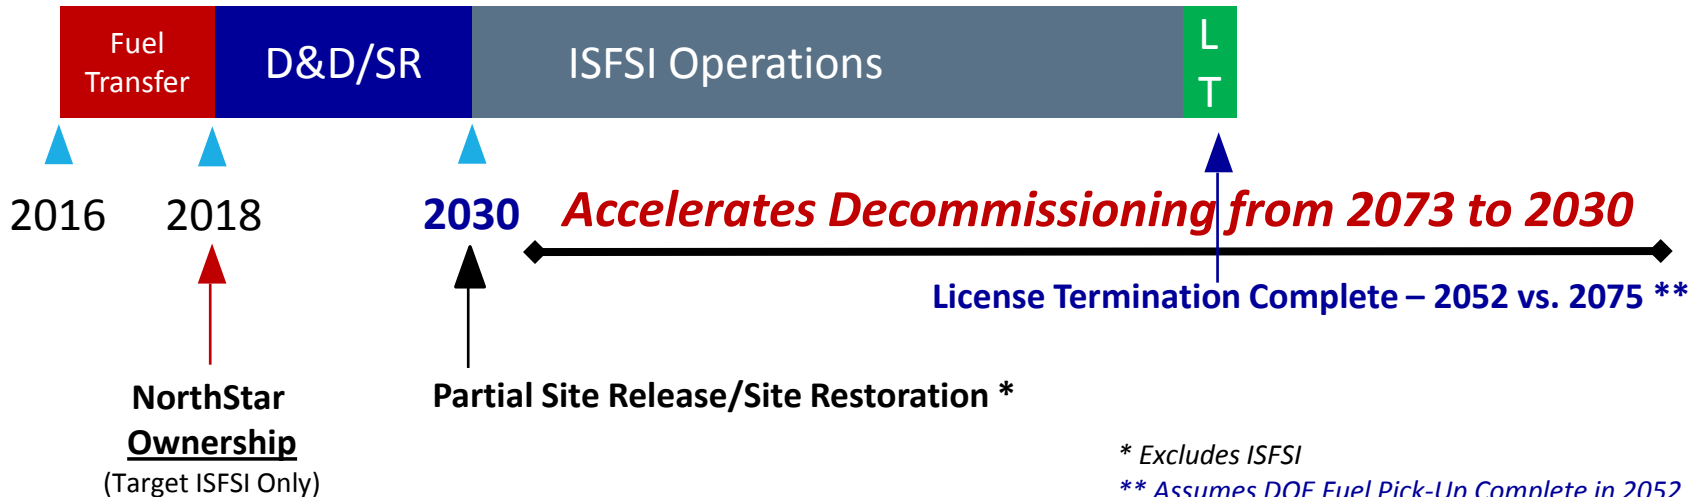 Fuel
Transfer
D&D/SR
ISFSI Operations
L
T
2016
2018
2030
Accelerates Decommissioning from 2073 to 2030
License Termination Complete – 2052 vs. 2075 **
NorthStar
Ownership
(Target ISFSI Only)
Partial Site Release/Site Restoration *
* Excludes ISFSI
** Assumes DOE Fuel Pick-Up Complete in 2052